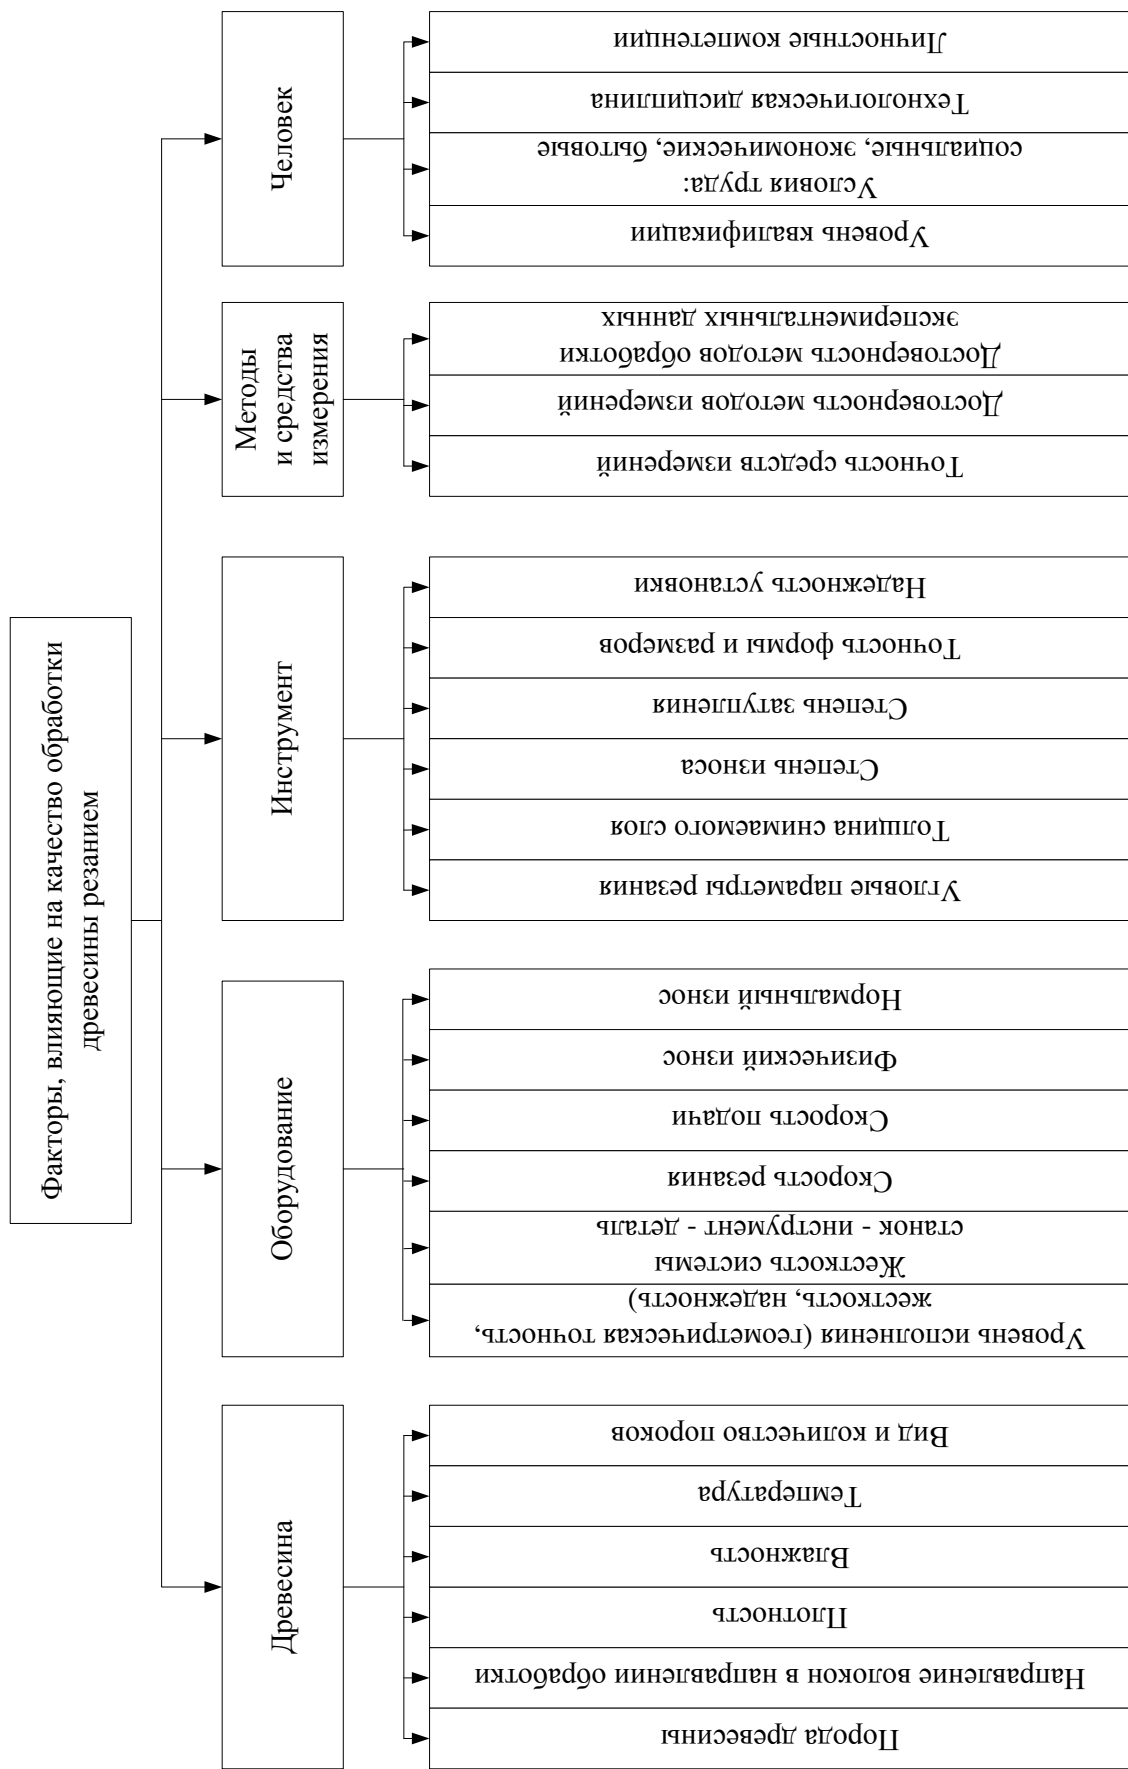 Факторы, влияющие на качество обработки
древесины резанием
Древесина
Порода древесины
Направление волокон в направлении обработки
Плотность
Влажность
Температура
Вид и количество пороков
Оборудование
Уровень исполнения (геометрическая точность,
жесткость, надежность)
Жесткость системы
станок - инструмент - деталь
Скорость резания
Скорость подачи
Физический износ
Нормальный износ
Инструмент
Угловые параметры резания
Толщина снимаемого слоя
Степень износа
Степень затупления
Точность формы и размеров
Надежность установки
Методы
и средства
измерения
Точность средств измерений
Достоверность методов измерений
Достоверность методов обработки
экспериментальных данных
Человек
Уровень квалификации
Условия труда:
социальные, экономические, бытовые
Технологическая дисциплина
Личностные компетенции